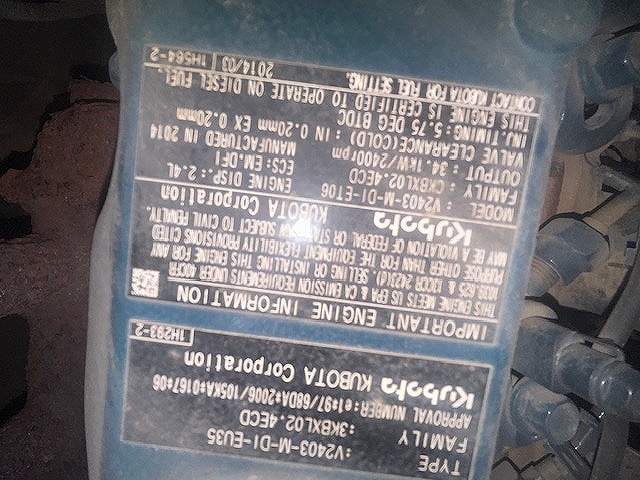 TYPE :V2403-M-DI-EU35
FAMILY :3KBXL02.4ECD
APPROVAL NUMBER:e1*97/68DA*2006/105KA*0167*06
Kubota KUBOTA Corporation
1H293-2
IMPORTANT ENGINE INFORMATION
THIS ENGINE MEETS US EPA & CA EMISSION REQUIREMENTS UNDER 40CFR
1039. 625 & 13CCR 2423(d). SELLING OR INSTALLING THIS ENGINE FOR ANY
PURPOSE OTHER THAN FOR THE EQUIPMENT FLEXIBILITY PROVISIONS CITED
MAY BE A VIOLATION OF FEDERAL OR STATE LAW SUBJECT TO CIVIL PENALTY.
Kubota KUBOTA Corporation
MODEL : V2403-M-DI-ET06
FAMILY : CKBXL02.4ECD ENGINE DISP.: 2.4L
OUTPUT : 34.1kW/2400rpm ECS: EM,DFI
VALVE CLEARANCE(COLD) : IN 0.20mm EX 0.20mm MANUFACTURED IN 2014
INJ.TIMING:5.75 DEG BTDC
THIS ENGINE IS CERTIFIED TO OPERATE ON DIESEL FUEL.
CONTACT KUBOTA FOR FUEL SETTING.
2014/03 1H564-2